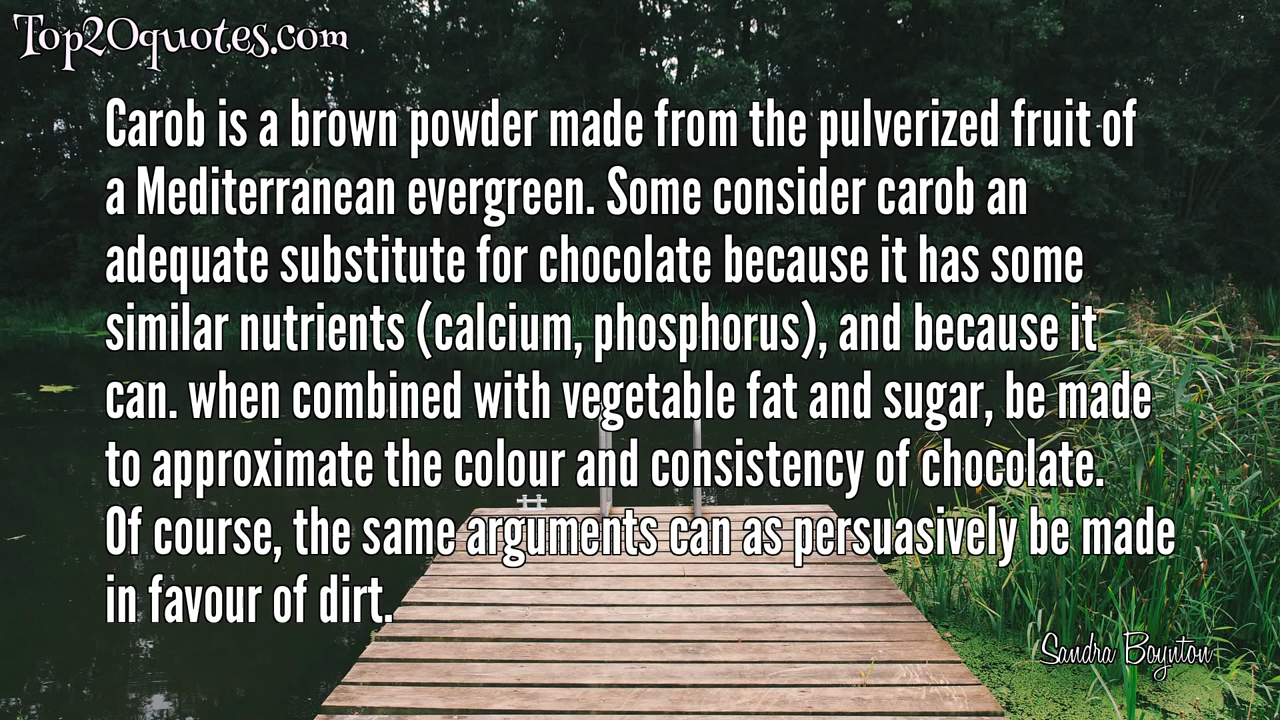 Top20quotes.com
Carob is a brown powder made from the pulverized fruit of
a Mediterranean evergreen. Some consider carob an
adequate substitute for chocolate because it has some
similar nutrients (calcium, phosphorus), and because it
can. when combined with vegetable fat and sugar, be made
to approximate the colour and consistency of chocolate.
Of course, the same arguments can as persuasively be made
in favour of dirt.
Sandra Boynton